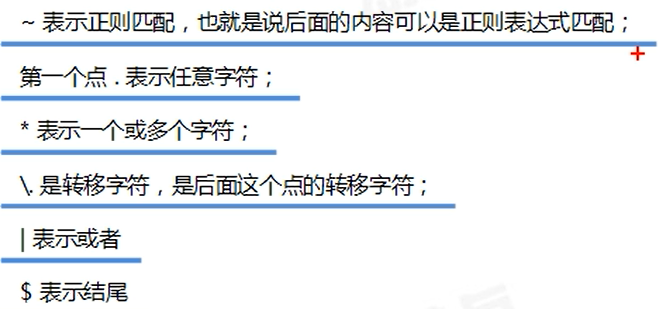 ~ 表示正则匹配，也就是说后面的内容可以是正则表达式匹配；
第一个点 . 表示任意字符；
* 表示一个或多个字符；
\. 是转移字符，是后面这个点的转移字符；
| 表示或者
$ 表示结尾